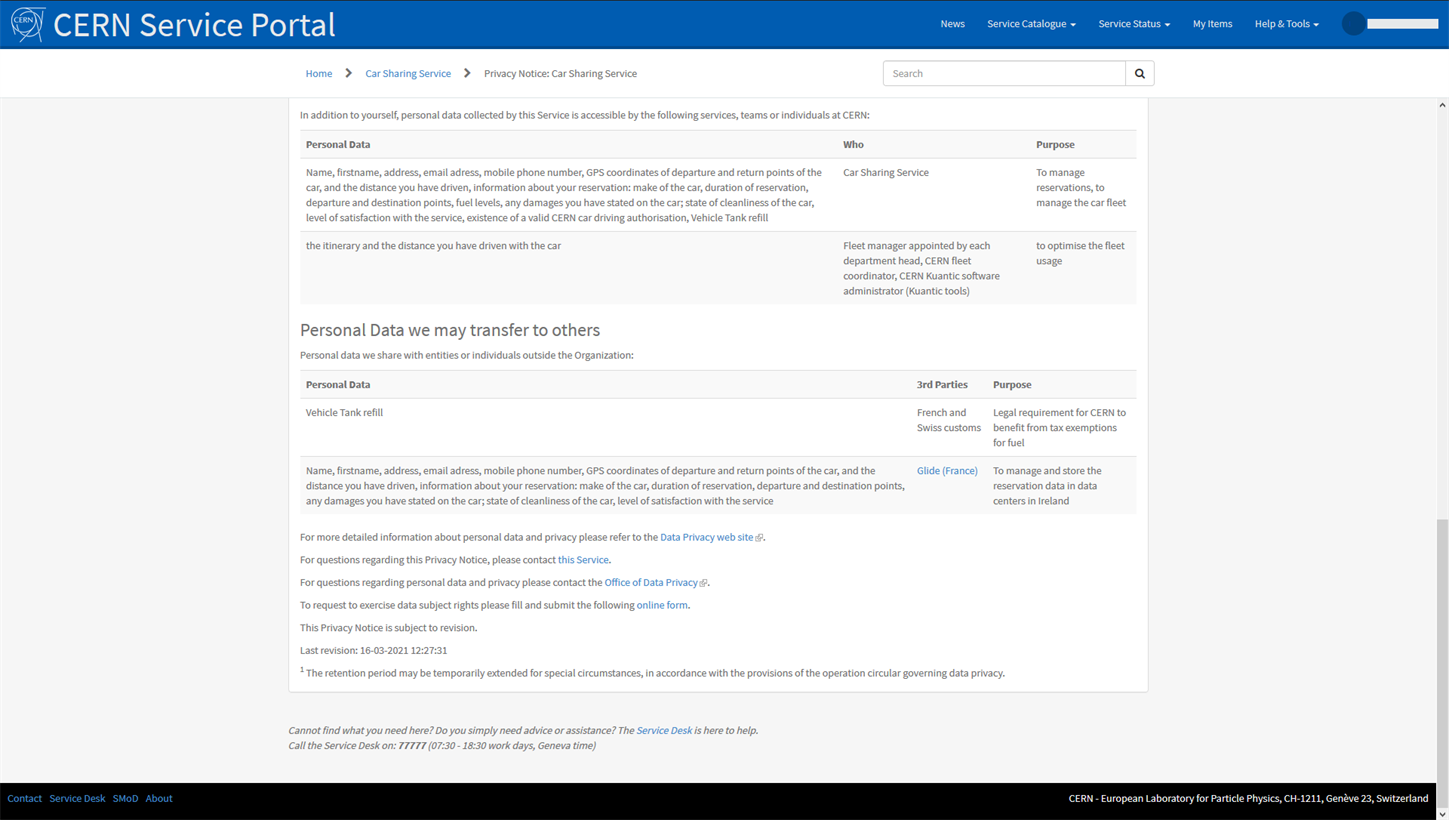 CERN
CERN Service Portal
News Service Catalogue Service Status My Items Help & Tools
Home Car Sharing Service Privacy Notice: Car Sharing Service
Search
In addition to yourself, personal data collected by this Service is accessible by the following services, teams or individuals at CERN:
Personal Data Who Purpose
Name, firstname, address, email adress, mobile phone number, GPS coordinates of departure and return points of the
car, and the distance you have driven, information about your reservation: make of the car, duration of reservation,
departure and destination points, fuel levels, any damages you have stated on the car; state of cleanliness of the car,
level of satisfaction with the service, existence of a valid CERN car driving authorisation, Vehicle Tank refill
Car Sharing Service
To manage
reservations, to
manage the car fleet
the itinerary and the distance you have driven with the car
Fleet manager appointed by each
department head, CERN fleet
coordinator, CERN Kuantic software
administrator (Kuantic tools)
to optimise the fleet
usage
Personal Data we may transfer to others
Personal data we share with entities or individuals outside the Organization:
Personal Data 3rd Parties Purpose
Vehicle Tank refill
French and
Swiss customs
Legal requirement for CERN to
benefit from tax exemptions
for fuel
Name, firstname, address, email adress, mobile phone number, GPS coordinates of departure and return points of the car, and the
distance you have driven, information about your reservation: make of the car, duration of reservation, departure and destination points,
any damages you have stated on the car; state of cleanliness of the car, level of satisfaction with the service
Glide (France)
To manage and store the
reservation data in data
centers in Ireland
For more detailed information about personal data and privacy please refer to the Data Privacy web site.
For questions regarding this Privacy Notice, please contact this Service.
For questions regarding personal data and privacy please contact the Office of Data Privacy.
To request to exercise data subject rights please fill and submit the following online form.
This Privacy Notice is subject to revision.
Last revision: 16-03-2021 12:27:31
1 The retention period may be temporarily extended for special circumstances, in accordance with the provisions of the operation circular governing data privacy.
Cannot find what you need here? Do you simply need advice or assistance? The Service Desk is here to help.
Call the Service Desk on: 77777 (07:30 - 18:30 work days, Geneva time)
Contact Service Desk SMoD About
CERN - European Laboratory for Particle Physics, CH-1211, Genève 23, Switzerland